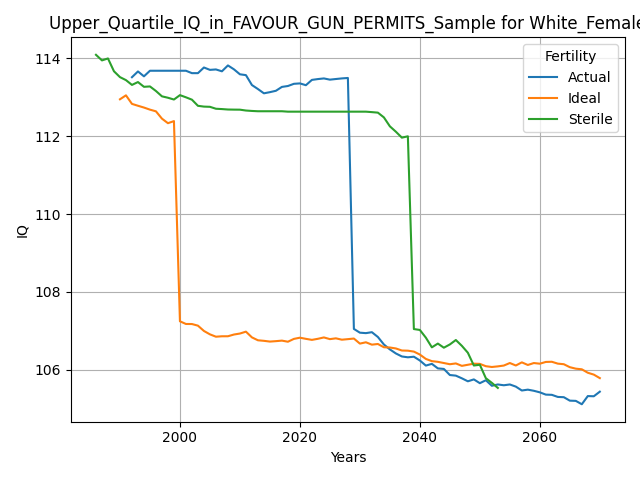 Upper_Quartile_IQ_in_FAVOUR_GUN_PERMITS_Sample for White_Female
Fertility
Actual
Ideal
Sterile
114
112
110
108
106
IQ
2000
2020
2040
2060
Years